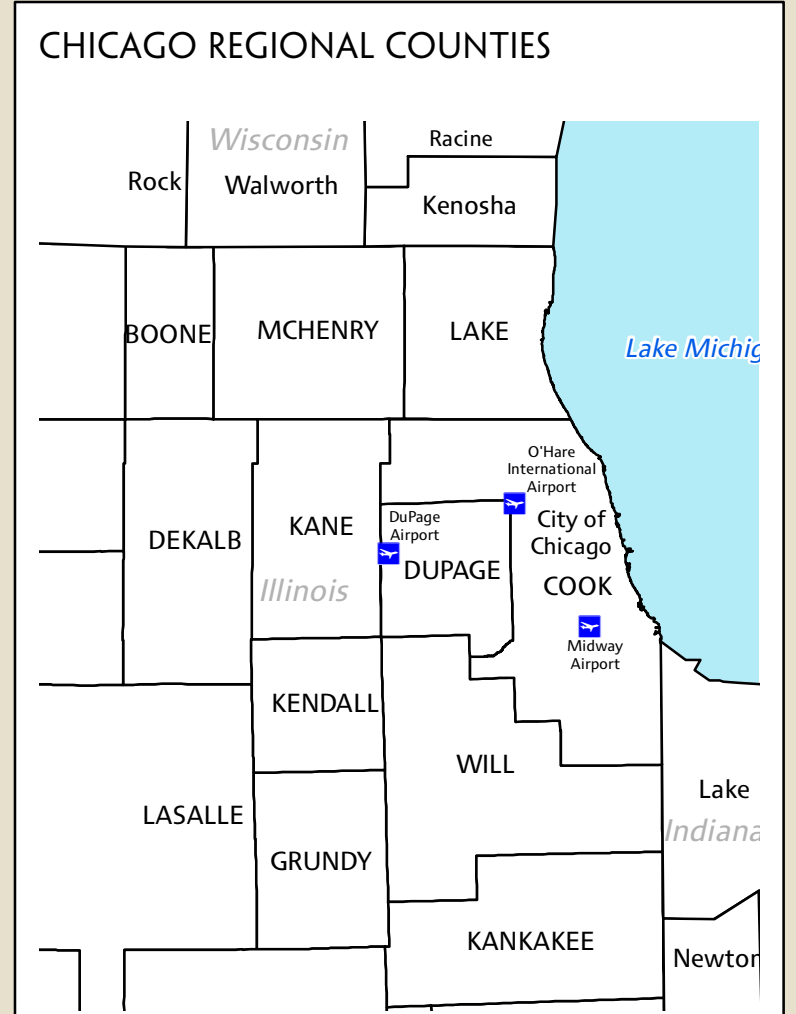 CHICAGO REGIONAL COUNTIES
Wisconsin
Racine
Rock
Walworth
Kenosha
BOONE
MCHENRY
LAKE
Lake Michig
O'Hare
International
Airport
DuPage
Airport
City of
Chicago
KANE
DEKALB
DUPAGE
COOK
Illinois
Midway
Airport
KENDALL
WILL
Lake
LASALLE
Indiana
GRUNDY
KANKAKEE
Newton